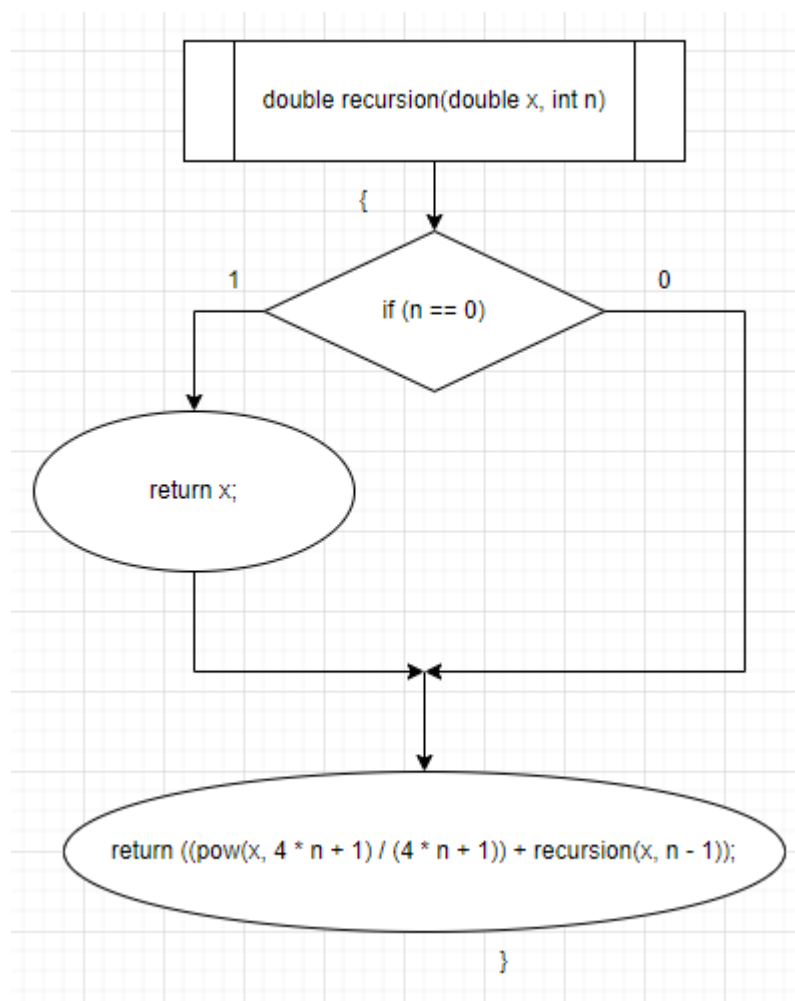 double recursion(double x, int n)
{
1
0
if (n == 0)
return x;
return ((pow(x, 4 * n + 1) / (4 * n + 1)) + recursion(x, n - 1));
}